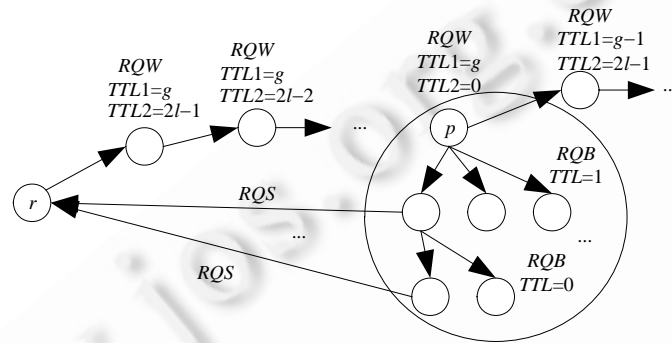 RQW
TTL1=g
TTL2=2l−1
RQW
TTL1=g
TTL2=2l−2
...
RQW
TTL1=g
TTL2=0
RQW
TTL1=g−1
TTL2=2l−1
...
p
r
RQS
...
RQS
RQB
TTL=1
...
RQB
TTL=0